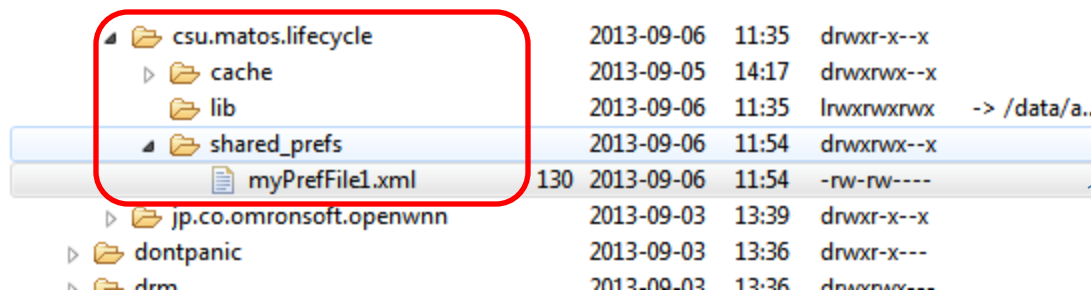 csu.matos.lifecycle 2013-09-06 11:35 drwxr-x--x
cache 2013-09-05 14:17 drwxrwx--x
lib 2013-09-06 11:35 lrwxrwxrwx -> /data/a..
shared_prefs 2013-09-06 11:54 drwxrwx--x
myPrefFile1.xml 130 2013-09-06 11:54 -rw-rw----
jp.co.omronsoft.openwnn 2013-09-03 13:39 drwxr-x--x
dontpanic 2013-09-03 13:36 drwxr-x---
drm 2013-09-03 13:36 drwxrwx---